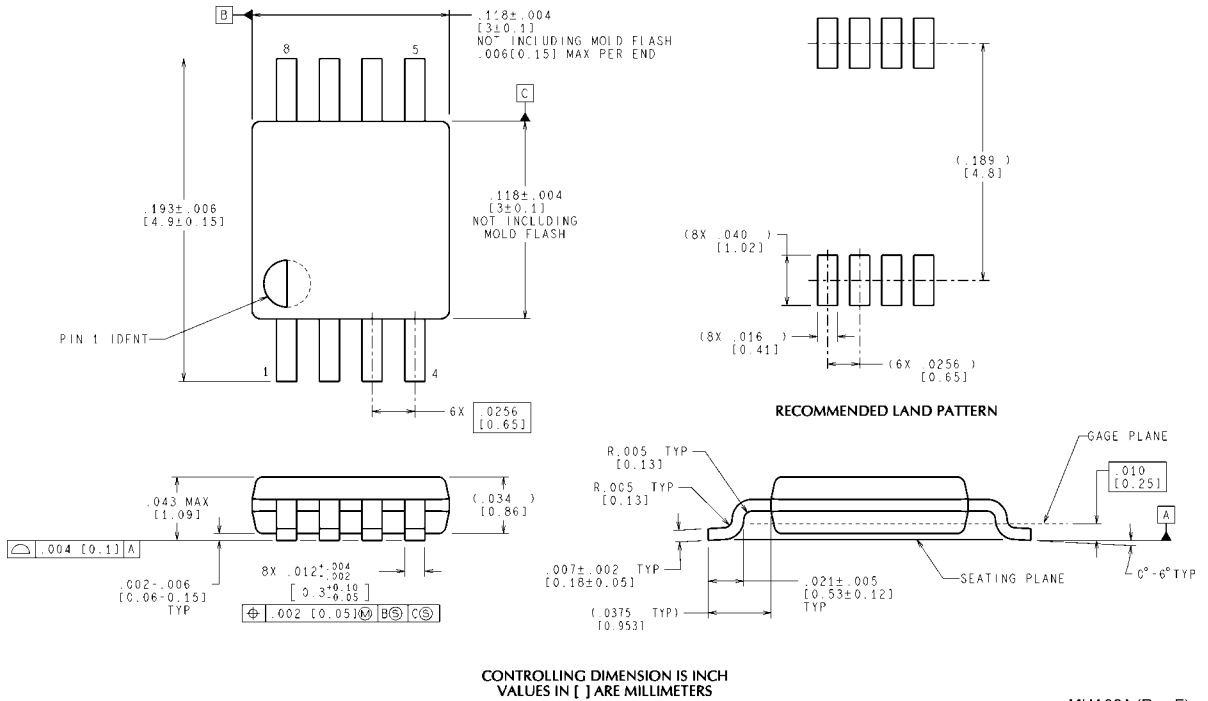 B
.118±.004
[3±0.1]
NOT INCLUDING MOLD FLASH
.006[0.15] MAX PER END
8
5
C
.193±.006
[4.9±0.15]
.118±.004
[3±0.1]
NOT INCLUDING
MOLD FLASH
PIN 1 IDENT
1
4
6X .0256
[0.65]
(.189 )
[4.8]
(8X .040 )
[1.02]
(8X .016 )
[0.41]
(6X .0256 )
[0.65]
RECOMMENDED LAND PATTERN
.043 MAX
[1.09]
(.034 )
[0.86]
.004 [0.1] A
.002-.006
[0.06-0.15]
TYP
8X .012 +.004 -.002
[ 0.3 +0.10 -0.05 ]
⌖ .002 [0.05]Ⓜ BⓈ CⓈ
R.005 TYP
[0.13]
R.005 TYP
[0.13]
GAGE PLANE
.010
[0.25]
A
0°-6° TYP
SEATING PLANE
.007±.002 TYP
[0.18±0.05]
.021±.005
[0.53±0.12]
TYP
(.0375 TYP)
[0.953]
CONTROLLING DIMENSION IS INCH
VALUES IN [ ] ARE MILLIMETERS